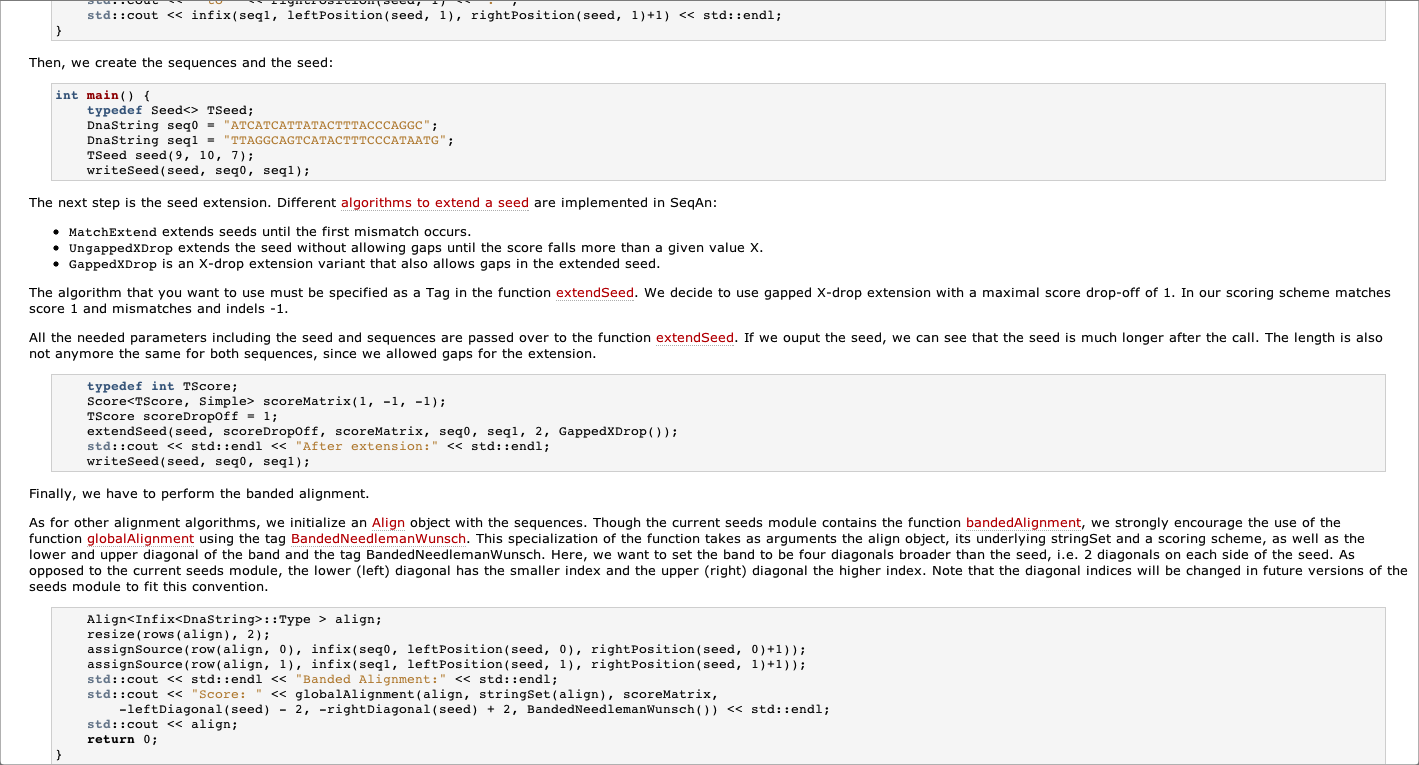 std::cout << " to " << rightPosition(seed, 1) << ": ";
std::cout << infix(seq1, leftPosition(seed, 1), rightPosition(seed, 1)+1) << std::endl;
}
Then, we create the sequences and the seed:
int main() {
typedef Seed<> TSeed;
DnaString seq0 = "ATCATCATTATACTTTACCCAGGC";
DnaString seq1 = "TTAGGCAGTCATACTTTCCCATAATG";
TSeed seed(9, 10, 7);
writeSeed(seed, seq0, seq1);
The next step is the seed extension. Different algorithms to extend a seed are implemented in SeqAn:
• MatchExtend extends seeds until the first mismatch occurs.
• UngappedXDrop extends the seed without allowing gaps until the score falls more than a given value X.
• GappedXDrop is an X-drop extension variant that also allows gaps in the extended seed.
The algorithm that you want to use must be specified as a Tag in the function extendSeed. We decide to use gapped X-drop extension with a maximal score drop-off of 1. In our scoring scheme matches
score 1 and mismatches and indels -1.
All the needed parameters including the seed and sequences are passed over to the function extendSeed. If we ouput the seed, we can see that the seed is much longer after the call. The length is also
not anymore the same for both sequences, since we allowed gaps for the extension.
typedef int TScore;
Score<TScore, Simple> scoreMatrix(1, -1, -1);
TScore scoreDropOff = 1;
extendSeed(seed, scoreDropOff, scoreMatrix, seq0, seq1, 2, GappedXDrop());
std::cout << std::endl << "After extension:" << std::endl;
writeSeed(seed, seq0, seq1);
Finally, we have to perform the banded alignment.
As for other alignment algorithms, we initialize an Align object with the sequences. Though the current seeds module contains the function bandedAlignment, we strongly encourage the use of the
function globalAlignment using the tag BandedNeedlemanWunsch. This specialization of the function takes as arguments the align object, its underlying stringSet and a scoring scheme, as well as the
lower and upper diagonal of the band and the tag BandedNeedlemanWunsch. Here, we want to set the band to be four diagonals broader than the seed, i.e. 2 diagonals on each side of the seed. As
opposed to the current seeds module, the lower (left) diagonal has the smaller index and the upper (right) diagonal the higher index. Note that the diagonal indices will be changed in future versions of the
seeds module to fit this convention.
Align<Infix<DnaString>::Type > align;
resize(rows(align), 2);
assignSource(row(align, 0), infix(seq0, leftPosition(seed, 0), rightPosition(seed, 0)+1));
assignSource(row(align, 1), infix(seq1, leftPosition(seed, 1), rightPosition(seed, 1)+1));
std::cout << std::endl << "Banded Alignment:" << std::endl;
std::cout << "Score: " << globalAlignment(align, stringSet(align), scoreMatrix,
-leftDiagonal(seed) - 2, -rightDiagonal(seed) + 2, BandedNeedlemanWunsch()) << std::endl;
std::cout << align;
return 0;
}